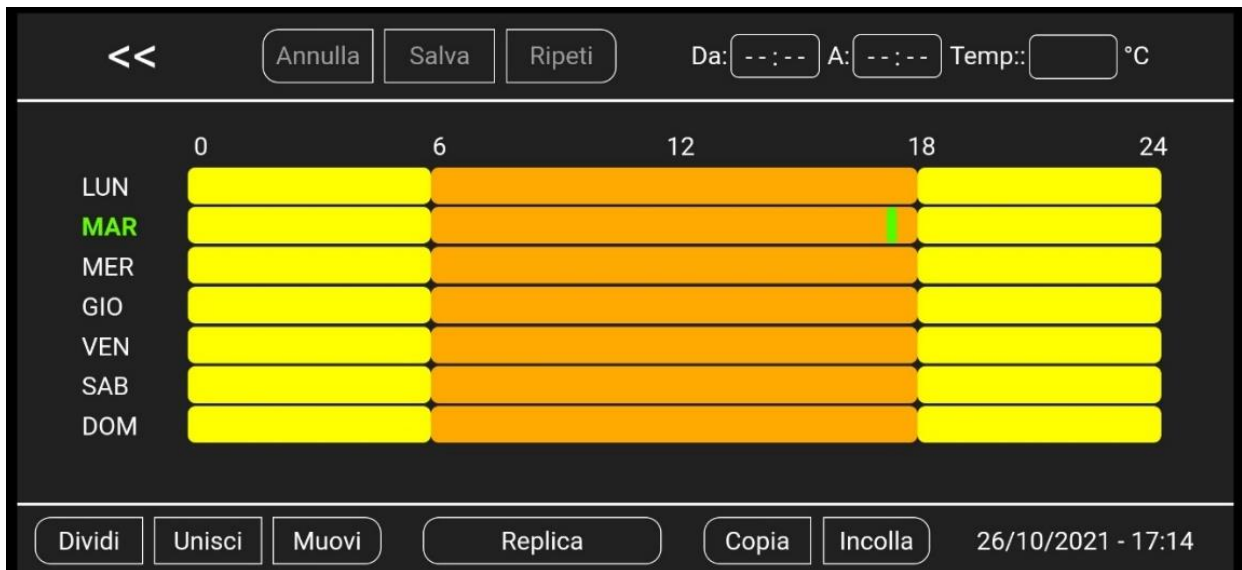 << Annulla Salva Ripeti Da: --:-- A: --:-- Temp:: °C
0 6 12 18 24
LUN
MAR
MER
GIO
VEN
SAB
DOM
Dividi Unisci Muovi Replica Copia Incolla 26/10/2021 - 17:14